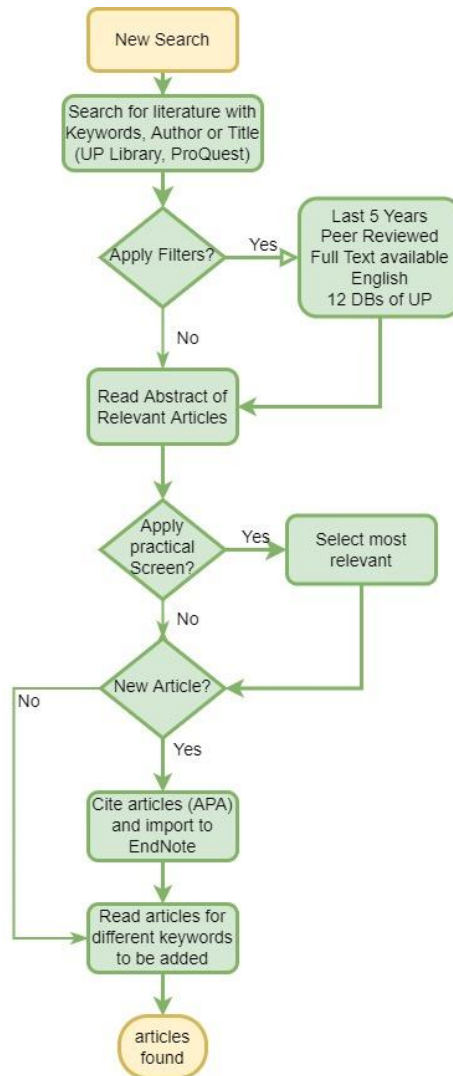 New Search
Search for literature with
Keywords, Author or Title
(UP Library, ProQuest)
Apply Filters?
Yes
Last 5 Years
Peer Reviewed
Full Text available
English
12 DBs of UP
No
Read Abstract of
Relevant Articles
Apply
practical
Screen?
Yes
Select most
relevant
No
New Article?
No
Yes
Cite articles (APA)
and import to
EndNote
Read articles for
different keywords
to be added
articles
found